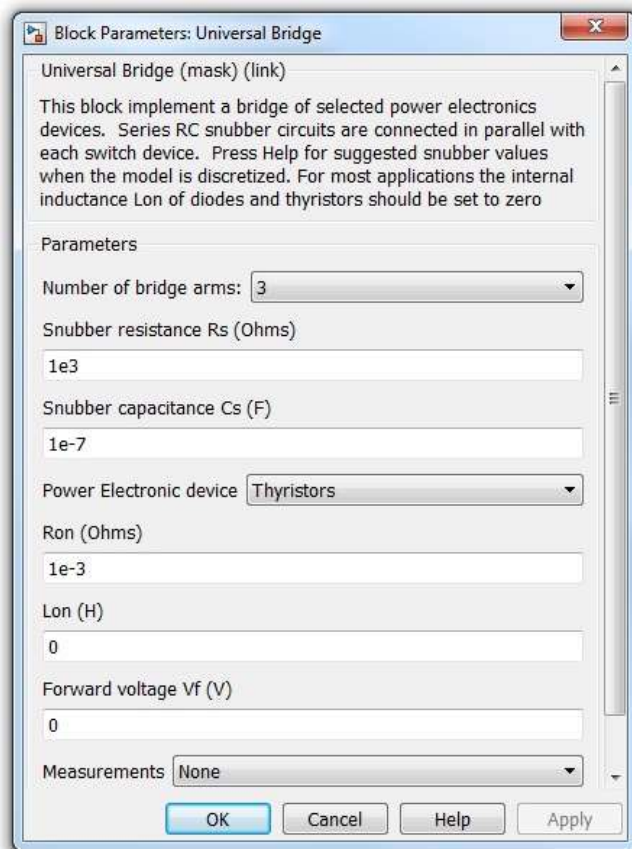 Block Parameters: Universal Bridge
Universal Bridge (mask) (link)
This block implement a bridge of selected power electronics
devices. Series RC snubber circuits are connected in parallel with
each switch device. Press Help for suggested snubber values
when the model is discretized. For most applications the internal
inductance Lon of diodes and thyristors should be set to zero
Parameters
Number of bridge arms: 3
Snubber resistance Rs (Ohms)
1e3
Snubber capacitance Cs (F)
1e-7
Power Electronic device Thyristors
Ron (Ohms)
1e-3
Lon (H)
0
Forward voltage Vf (V)
0
Measurements None
OK Cancel Help Apply